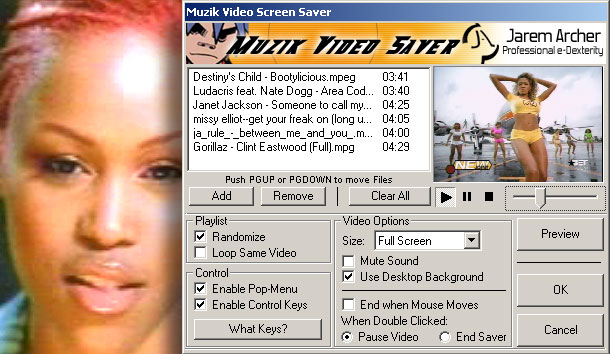 Muzik Video Screen Saver
MUZIK VIDEO SAVER
Jarem Archer
Professional e-Dexterity
Destiny's Child - Bootylicious.mpeg 03:41
Ludacris feat. Nate Dogg - Area Cod... 03:40
Janet Jackson - Someone to call my... 04:25
missy elliot--get your freak on (long u... 04:05
ja_rule_-_between_me_and_you_.m... 04:00
Gorillaz - Clint Eastwood (Full).mpg 04:29
NEW
BET
Push PGUP or PGDOWN to move Files
Add
Remove
Clear All
Playlist
Randomize
Loop Same Video
Control
Enable Pop-Menu
Enable Control Keys
What Keys?
Video Options
Size: Full Screen
Mute Sound
Use Desktop Background
End when Mouse Moves
When Double Clicked:
Pause Video
End Saver
Preview
OK
Cancel